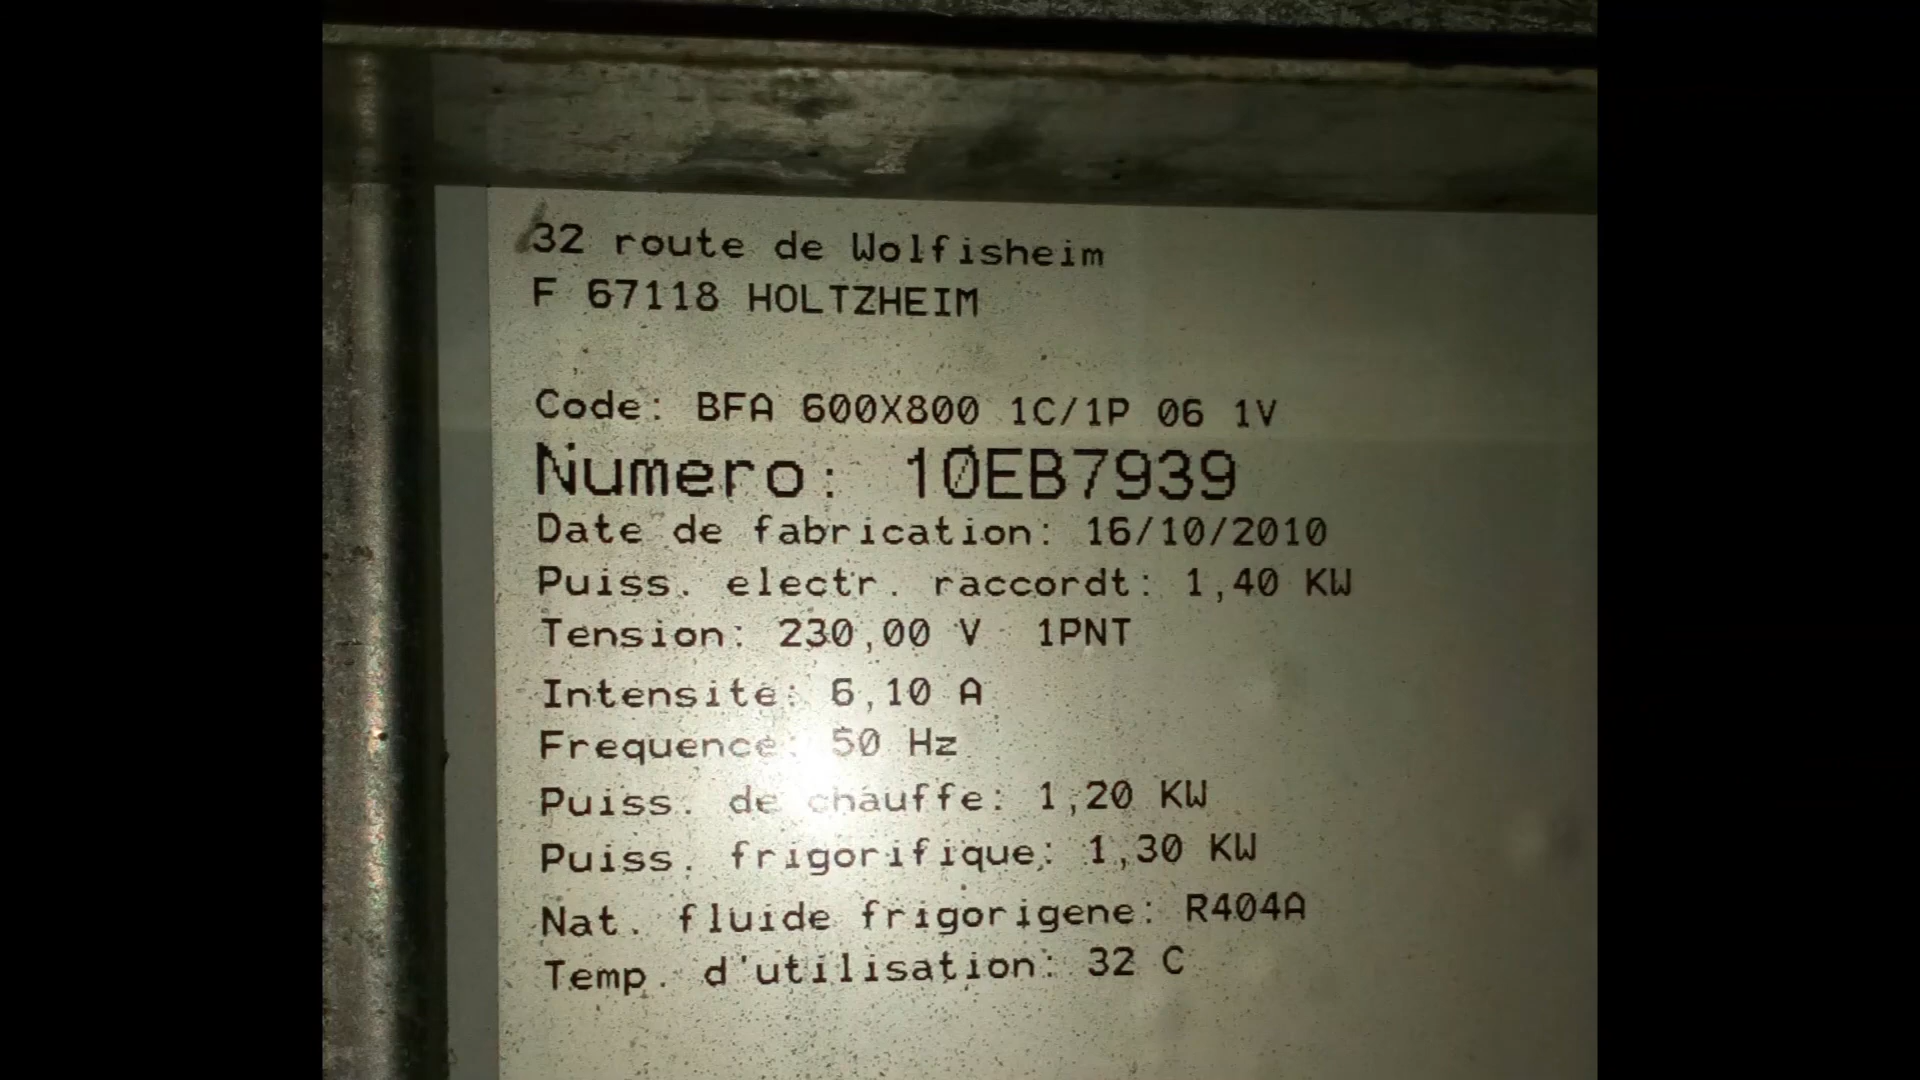 32 route de Wolfisheim
F 67118 HOLTZHEIM
Code: BFA 600X800 1C/1P 06 1V
Numero: 10EB7939
Date de fabrication: 16/10/2010
Puiss. electr. raccordt: 1,40 KW
Tension: 230,00 V 1PNT
Intensite: 6,10 A
Frequence: 50 Hz
Puiss. de chauffe: 1,20 KW
Puiss. frigorifique: 1,30 KW
Nat. fluide frigorigene: R404A
Temp. d'utilisation: 32 C